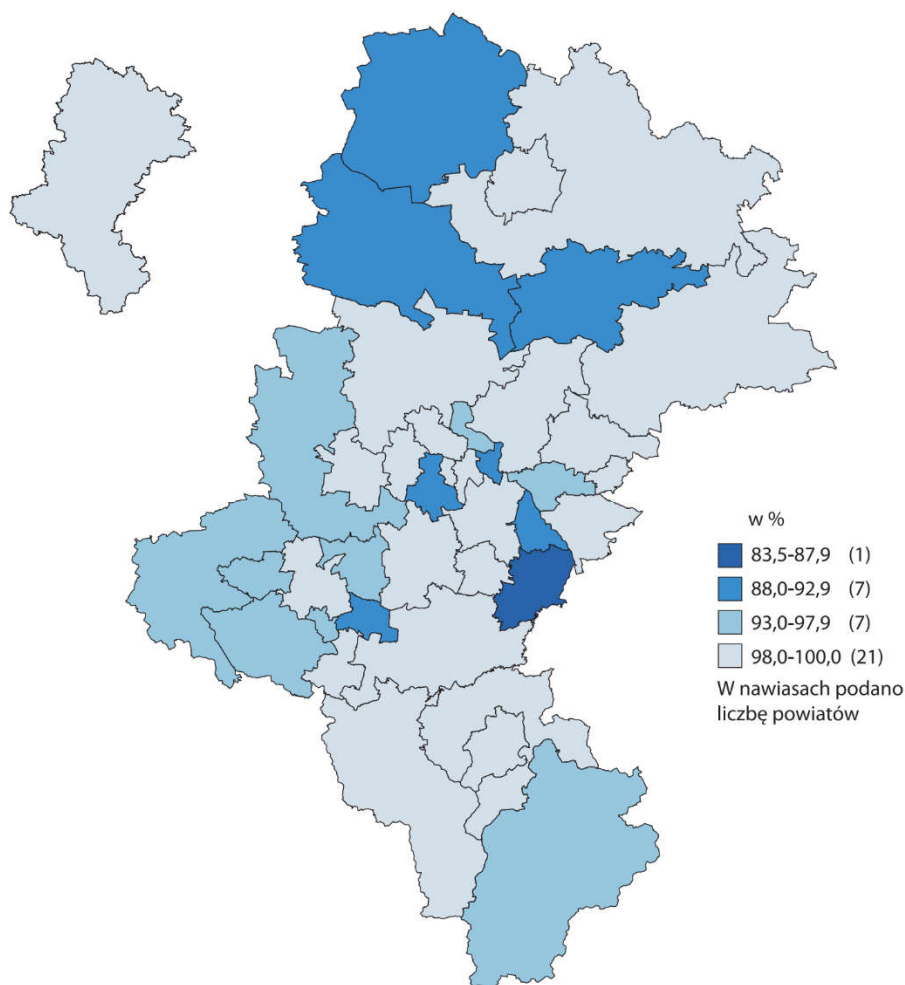 w %
83,5-87,9 (1)
88,0-92,9 (7)
93,0-97,9 (7)
98,0-100,0 (21)
W nawiasach podano
liczbę powiatów